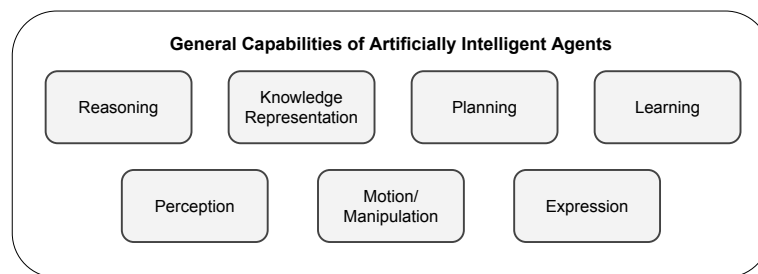 General Capabilities of Artificially Intelligent Agents
Reasoning
Knowledge
Representation
Planning
Learning
Perception
Motion/
Manipulation
Expression